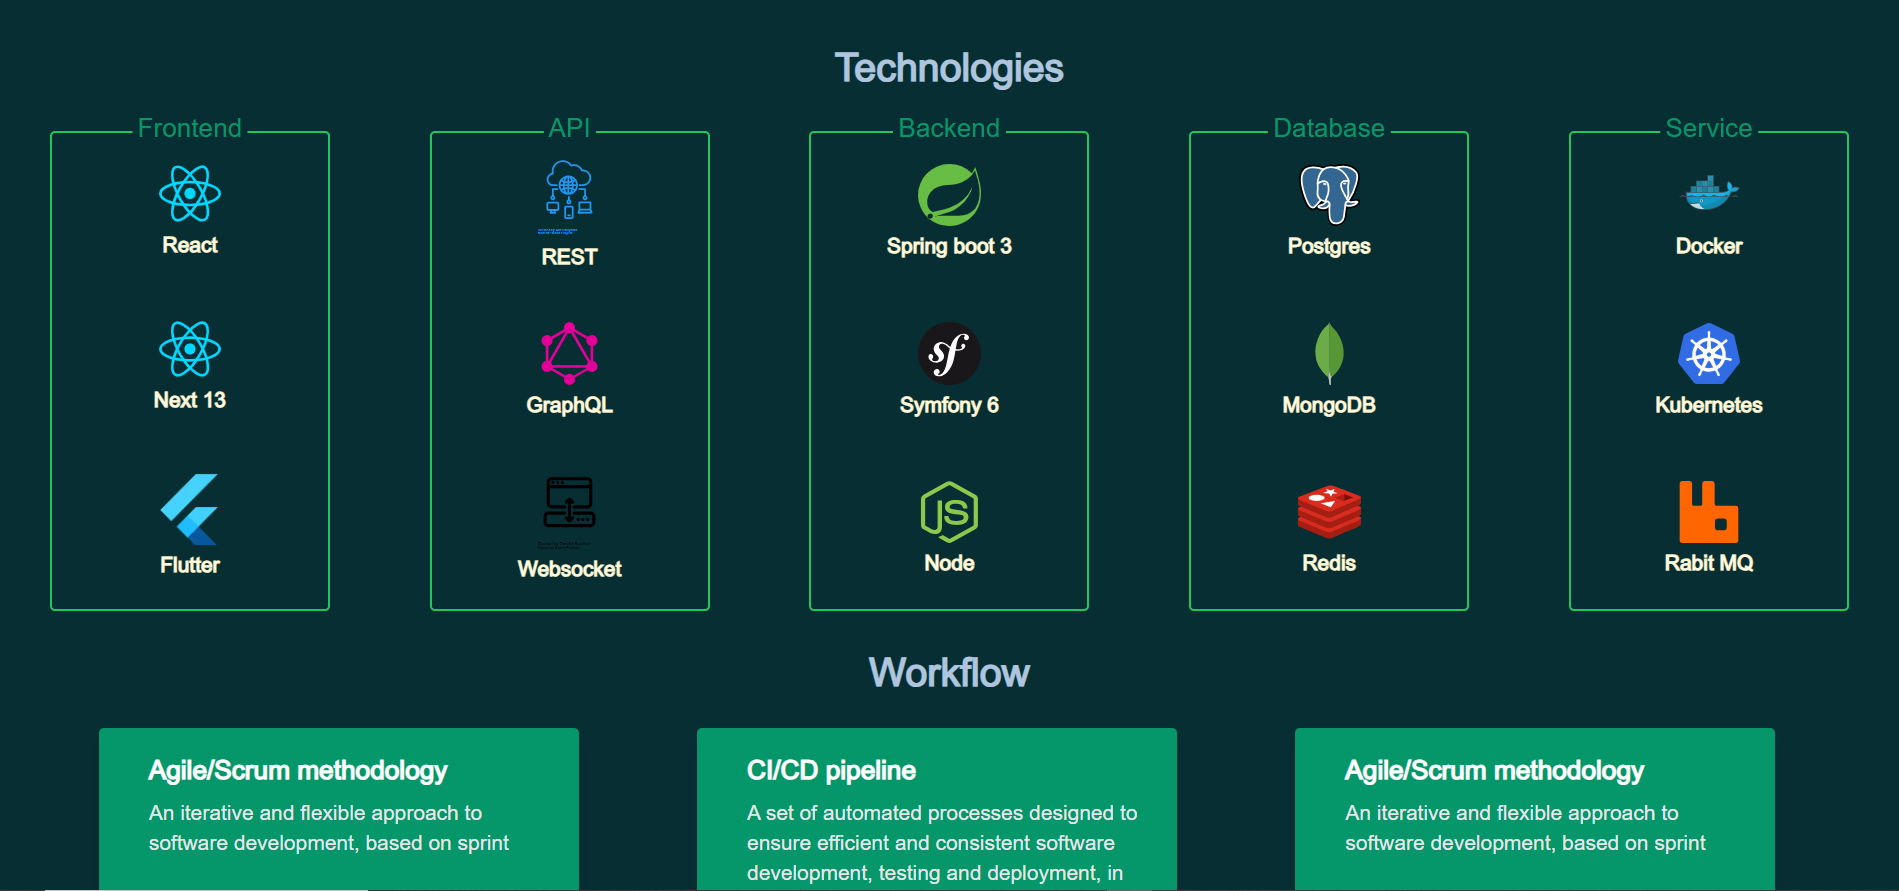 Technologies
Frontend
React
Next 13
Flutter
API
REST
GraphQL
Websocket
Backend
Spring boot 3
sf
Symfony 6
JS
Node
Database
Postgres
MongoDB
Redis
Service
Docker
Kubernetes
Rabit MQ
Workflow
Agile/Scrum methodology
An iterative and flexible approach to
software development, based on sprint
CI/CD pipeline
A set of automated processes designed to
ensure efficient and consistent software
development, testing and deployment, in
Agile/Scrum methodology
An iterative and flexible approach to
software development, based on sprint